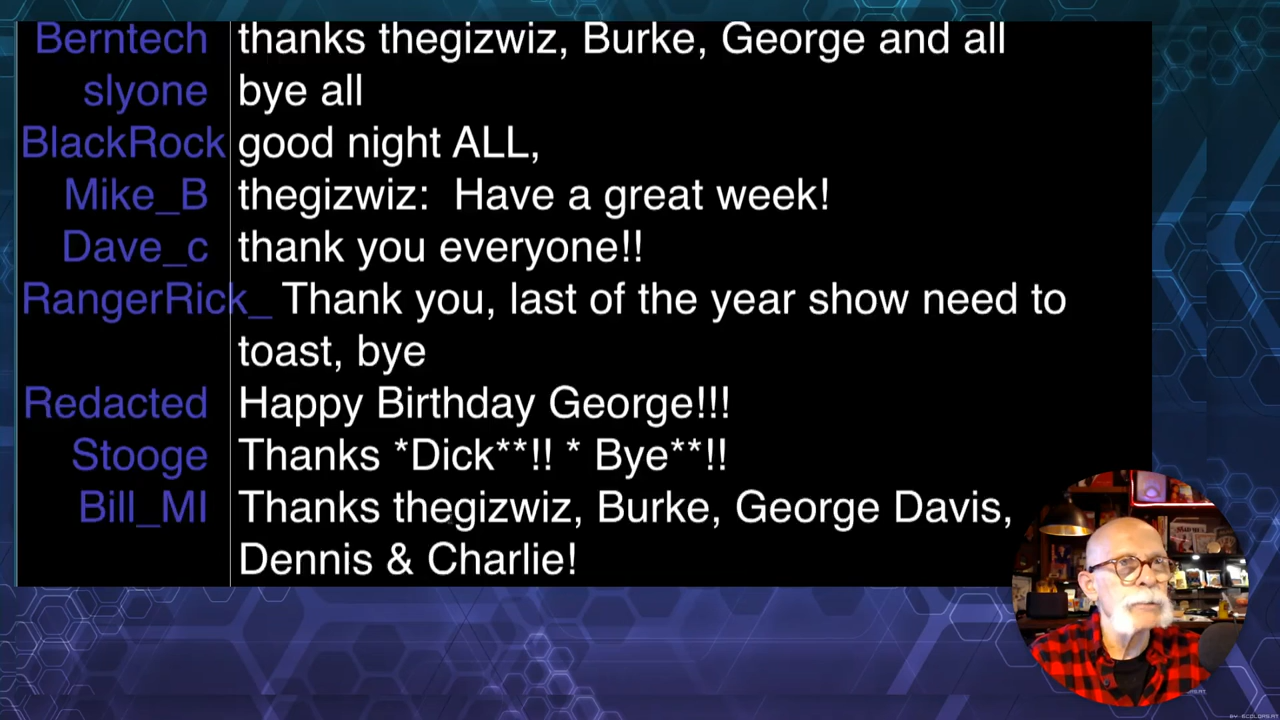 Berntech thanks thegizwiz, Burke, George and all
slyone bye all
BlackRock good night ALL,
Mike_B thegizwiz:  Have a great week!
Dave_c thank you everyone!!
RangerRick_ Thank you, last of the year show need to
toast, bye
Redacted Happy Birthday George!!!
Stooge Thanks *Dick**!! * Bye**!!
Bill_MI Thanks thegizwiz, Burke, George Davis,
Dennis & Charlie!